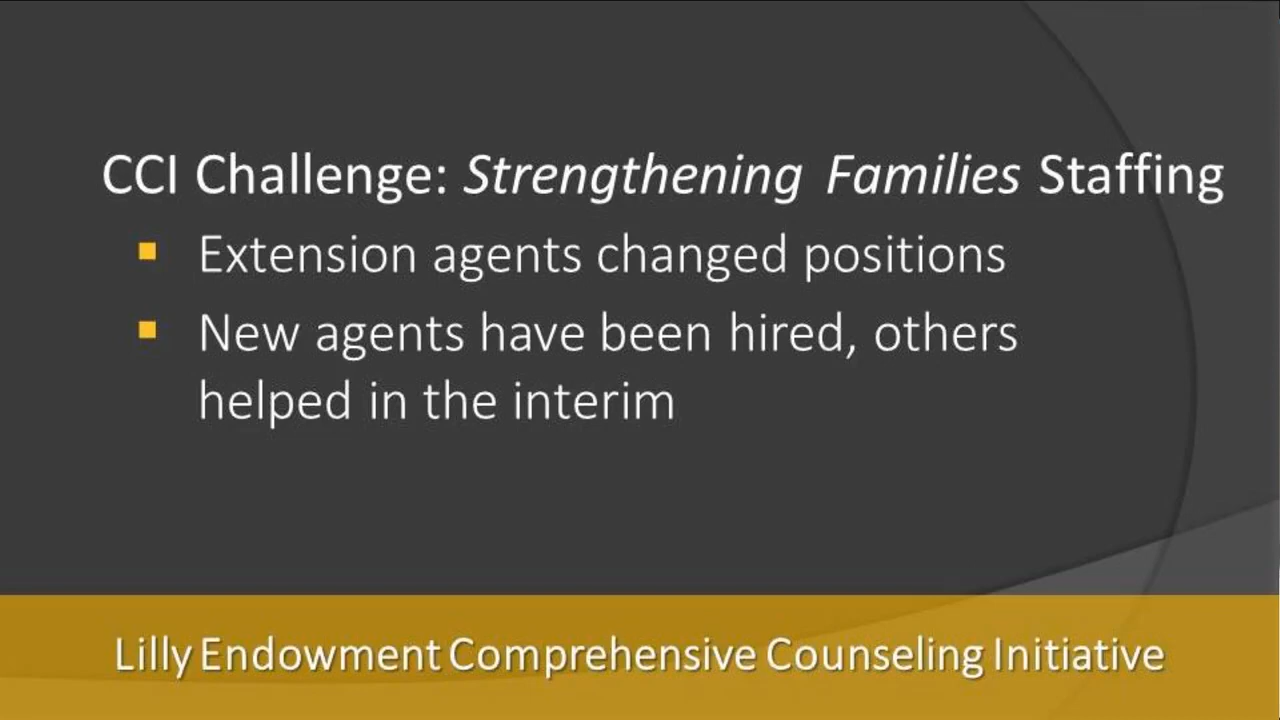 CCI Challenge: Strengthening Families Staffing
Extension agents changed positions
New agents have been hired, others
helped in the interim
Lilly Endowment Comprehensive Counseling Initiative